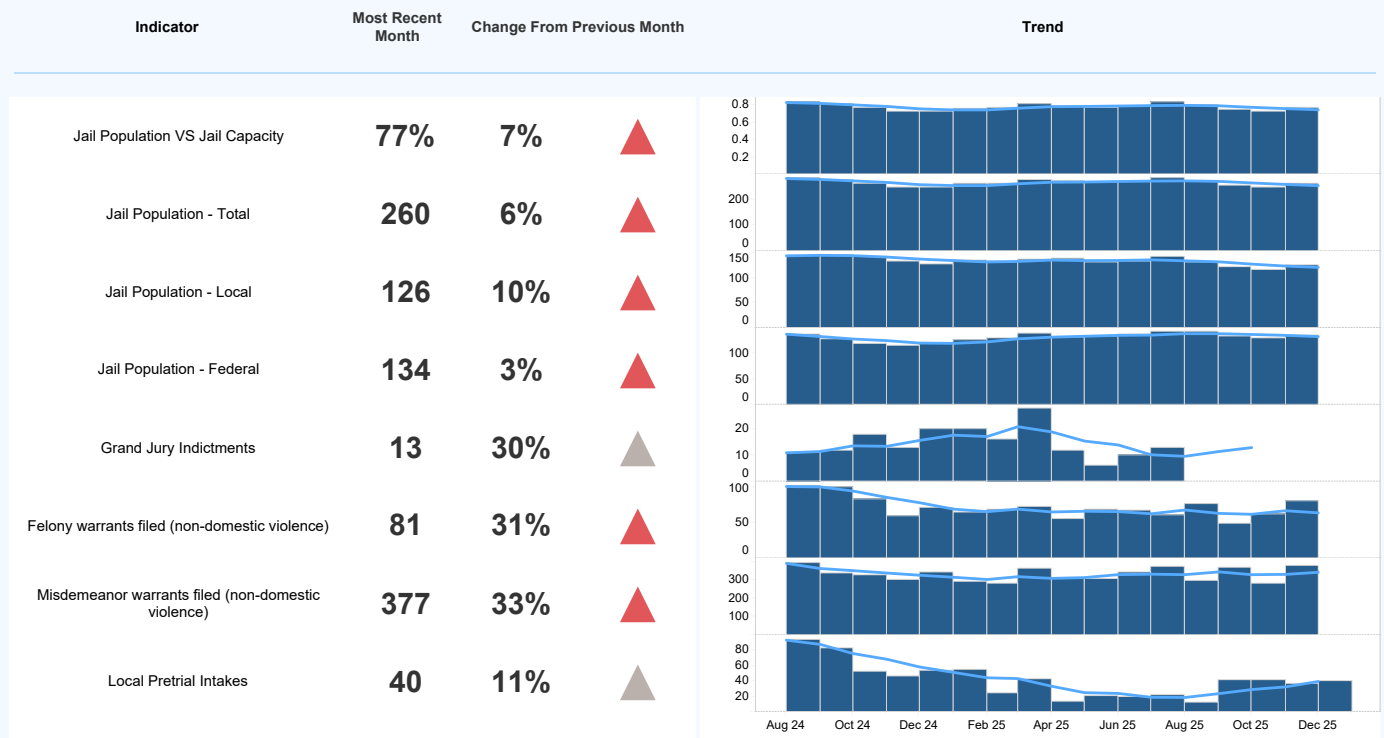 Indicator
Most Recent
Month
Change From Previous Month
Trend
Jail Population VS Jail Capacity
77%
7%
0.8
0.6
0.4
0.2
Jail Population - Total
260
6%
200
100
0
Jail Population - Local
126
10%
150
100
50
0
Jail Population - Federal
134
3%
100
50
0
Grand Jury Indictments
13
30%
20
10
0
Felony warrants filed (non-domestic violence)
81
31%
100
50
0
Misdemeanor warrants filed (non-domestic
violence)
377
33%
300
200
100
Local Pretrial Intakes
40
11%
80
60
40
20
Aug 24 Oct 24 Dec 24 Feb 25 Apr 25 Jun 25 Aug 25 Oct 25 Dec 25